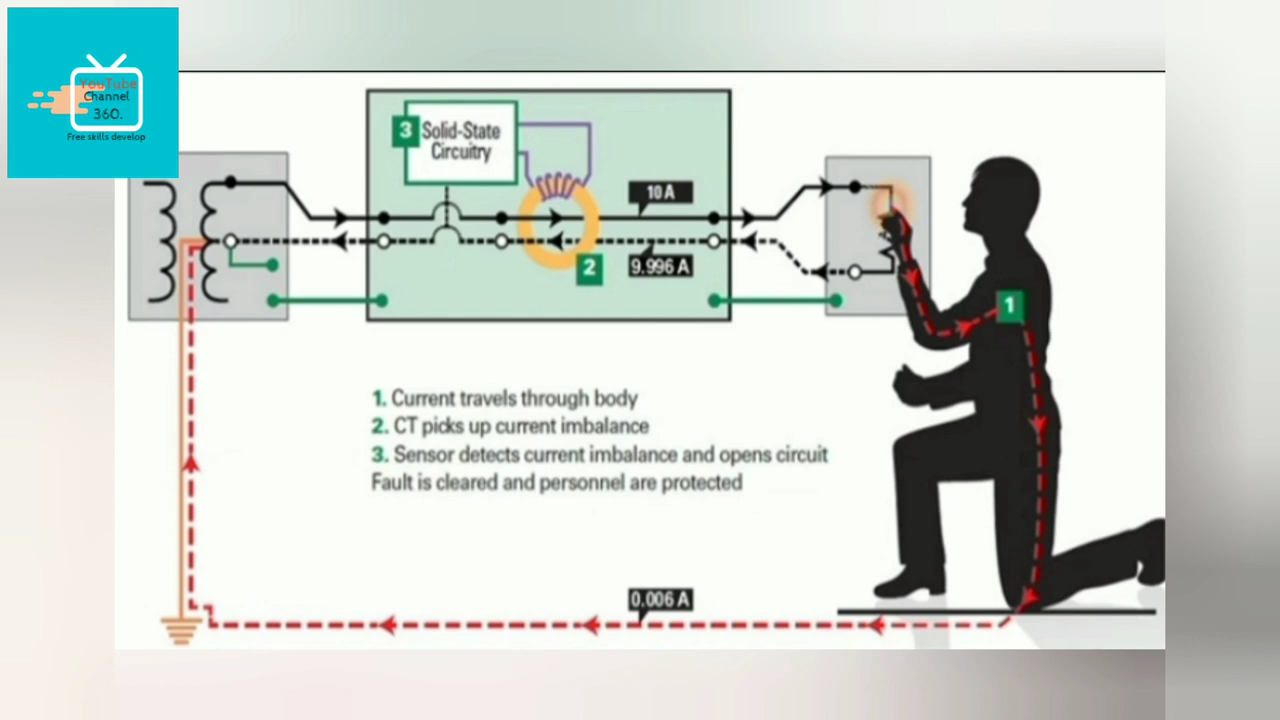 YouTube
Channel
360.
Free skills develop
3 Solid-State
Circuitry
10 A
2
9.996 A
1
1. Current travels through body
2. CT picks up current imbalance
3. Sensor detects current imbalance and opens circuit
Fault is cleared and personnel are protected
0.006 A